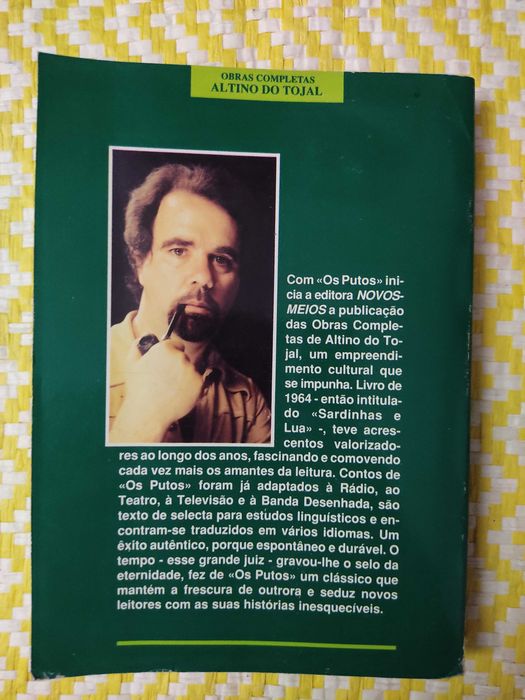 OBRAS COMPLETAS
ALTINO DO TOJAL
Com «Os Putos» ini
cia a editora NOVOS-
MEIOS a publicação
das Obras Comple-
tas de Altino do To-
jal, um empreendi-
mento cultural que
se impunha. Livro de
1964 - então intitula-
do «Sardinhas e
Lua» -, teve acres-
centos valorizado-
res ao longo dos anos, fascinando e comovendo
cada vez mais os amantes da leitura. Contos de
«Os Putos» foram já adaptados à Rádio, ao
Teatro, à Televisão e à Banda Desenhada, são
texto de selecta para estudos linguísticos e en-
contram-se traduzidos em vários idiomas. Um
êxito autêntico, porque espontâneo e durável. O
tempo - esse grande juiz - gravou-lhe o selo da
eternidade, fez de «Os Putos» um clássico que
mantém a frescura de outrora e seduz novos
leitores com as suas histórias inesquecíveis.